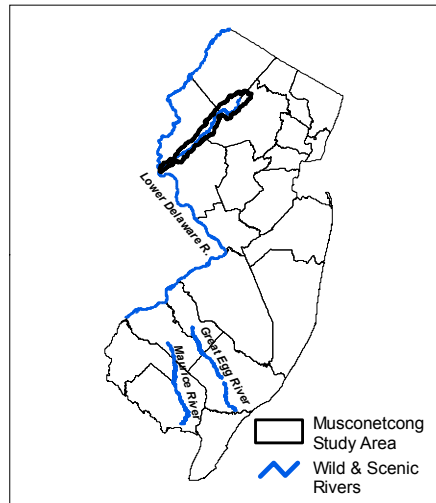 Lower Delaware R.
Great Egg River
Maurice River
Musconetcong
Study Area
Wild & Scenic
Rivers